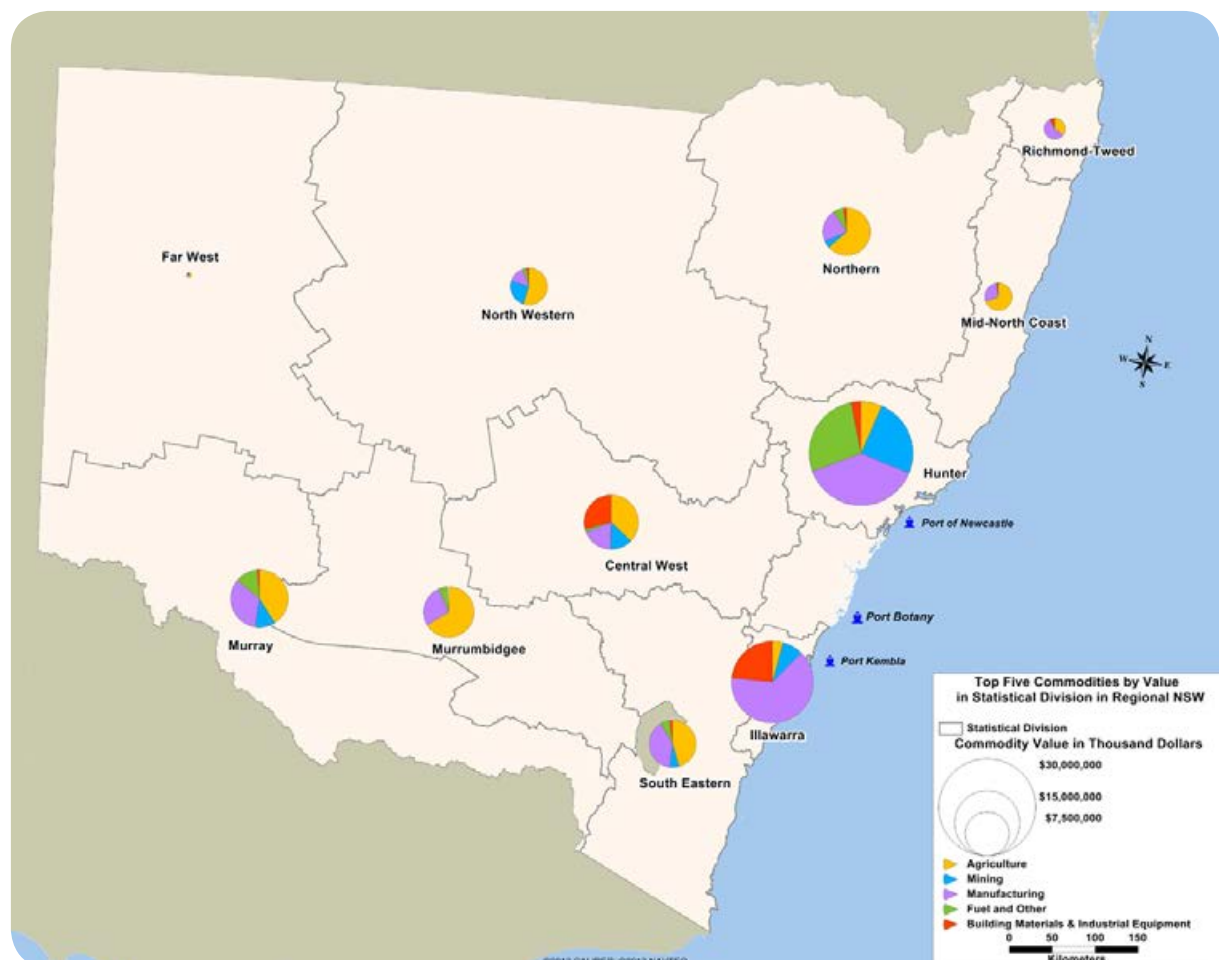 Richmond-Tweed
Far West
Northern
North Western
Mid-North Coast
N
W E
S
Hunter
Port of Newcastle
Central West
Port Botany
Murray
Murrumbidgee
Port Kembla
Illawarra
South Eastern
Top Five Commodities by Value
in Statistical Division in Regional NSW
Statistical Division
Commodity Value in Thousand Dollars
$30,000,000
$15,000,000
$7,500,000
Agriculture
Mining
Manufacturing
Fuel and Other
Building Materials & Industrial Equipment
0 50 100 150
Kilometers